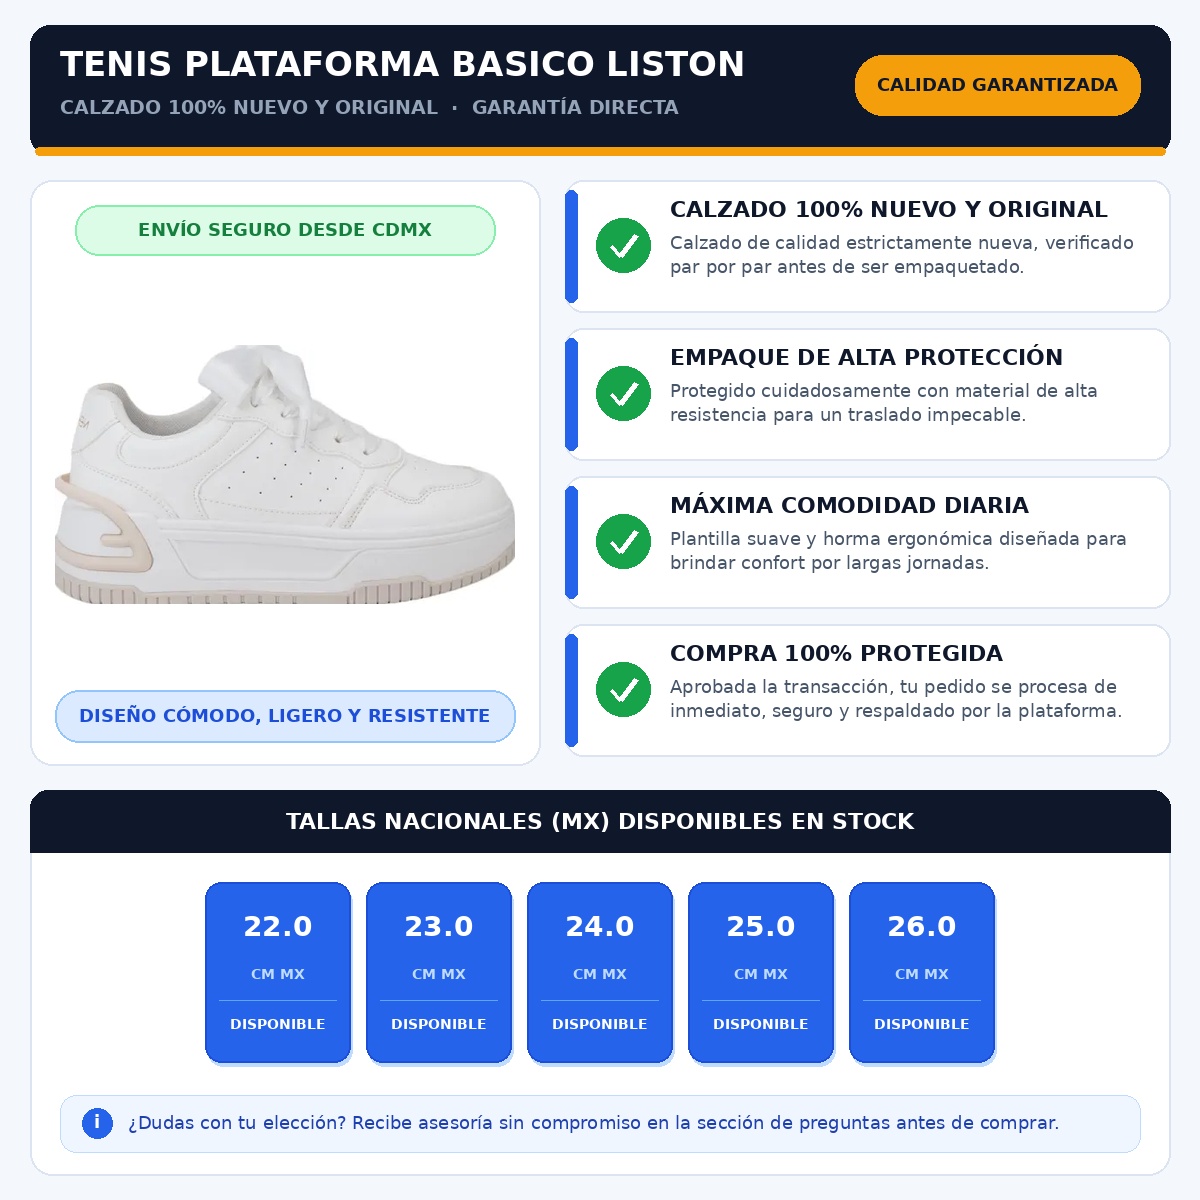 TENIS PLATAFORMA BASICO LISTON
CALZADO 100% NUEVO Y ORIGINAL · GARANTÍA DIRECTA
CALIDAD GARANTIZADA
ENVÍO SEGURO DESDE CDMX
DISEÑO CÓMODO, LIGERO Y RESISTENTE
CALZADO 100% NUEVO Y ORIGINAL
Calzado de calidad estrictamente nueva, verificado
par por par antes de ser empaquetado.
EMPAQUE DE ALTA PROTECCIÓN
Protegido cuidadosamente con material de alta
resistencia para un traslado impecable.
MÁXIMA COMODIDAD DIARIA
Plantilla suave y horma ergonómica diseñada para
brindar confort por largas jornadas.
COMPRA 100% PROTEGIDA
Aprobada la transacción, tu pedido se procesa de
inmediato, seguro y respaldado por la plataforma.
TALLAS NACIONALES (MX) DISPONIBLES EN STOCK
22.0
CM MX
DISPONIBLE
23.0
CM MX
DISPONIBLE
24.0
CM MX
DISPONIBLE
25.0
CM MX
DISPONIBLE
26.0
CM MX
DISPONIBLE
i ¿Dudas con tu elección? Recibe asesoría sin compromiso en la sección de preguntas antes de comprar.